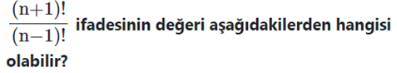 (n+1)!/(n−1)! ifadesinin değeri aşağıdakilerden hangisi
olabilir?